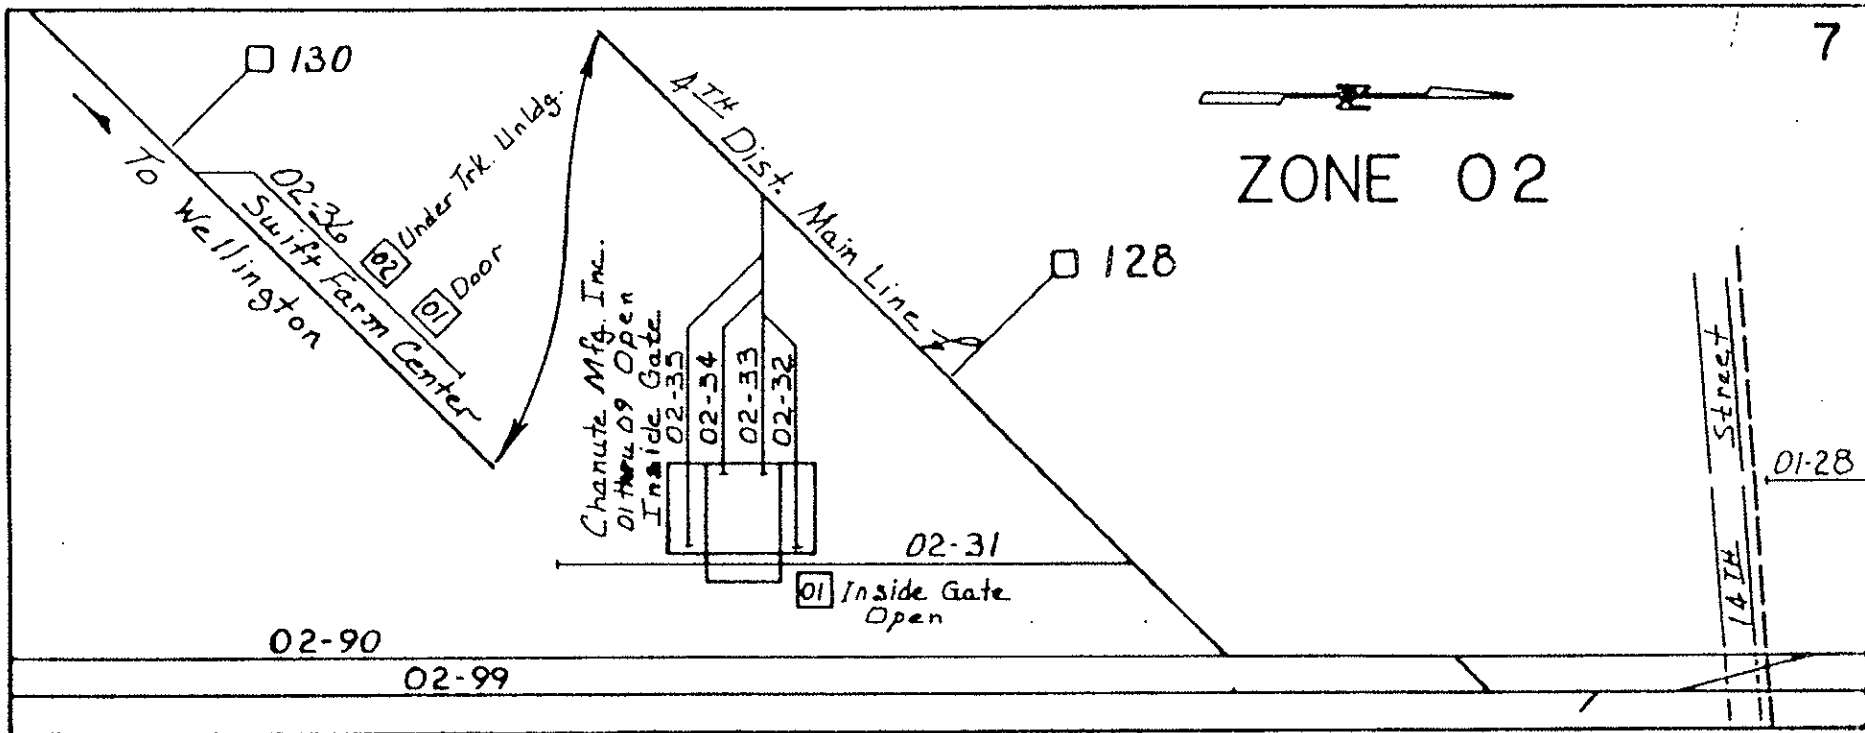 7
130
4TH Dist. Main Line
ZONE 02
To Wellington
02-36
Swift Farm Center
02 Under Trk. Unldg.
01 Door
128
Chanute Mfg. Inc.
01 thru 09 Open
Inside Gate
02-35
02-34
02-33
02-32
14TH Street
01-28
02-31
01 Inside Gate
Open
02-90
02-99